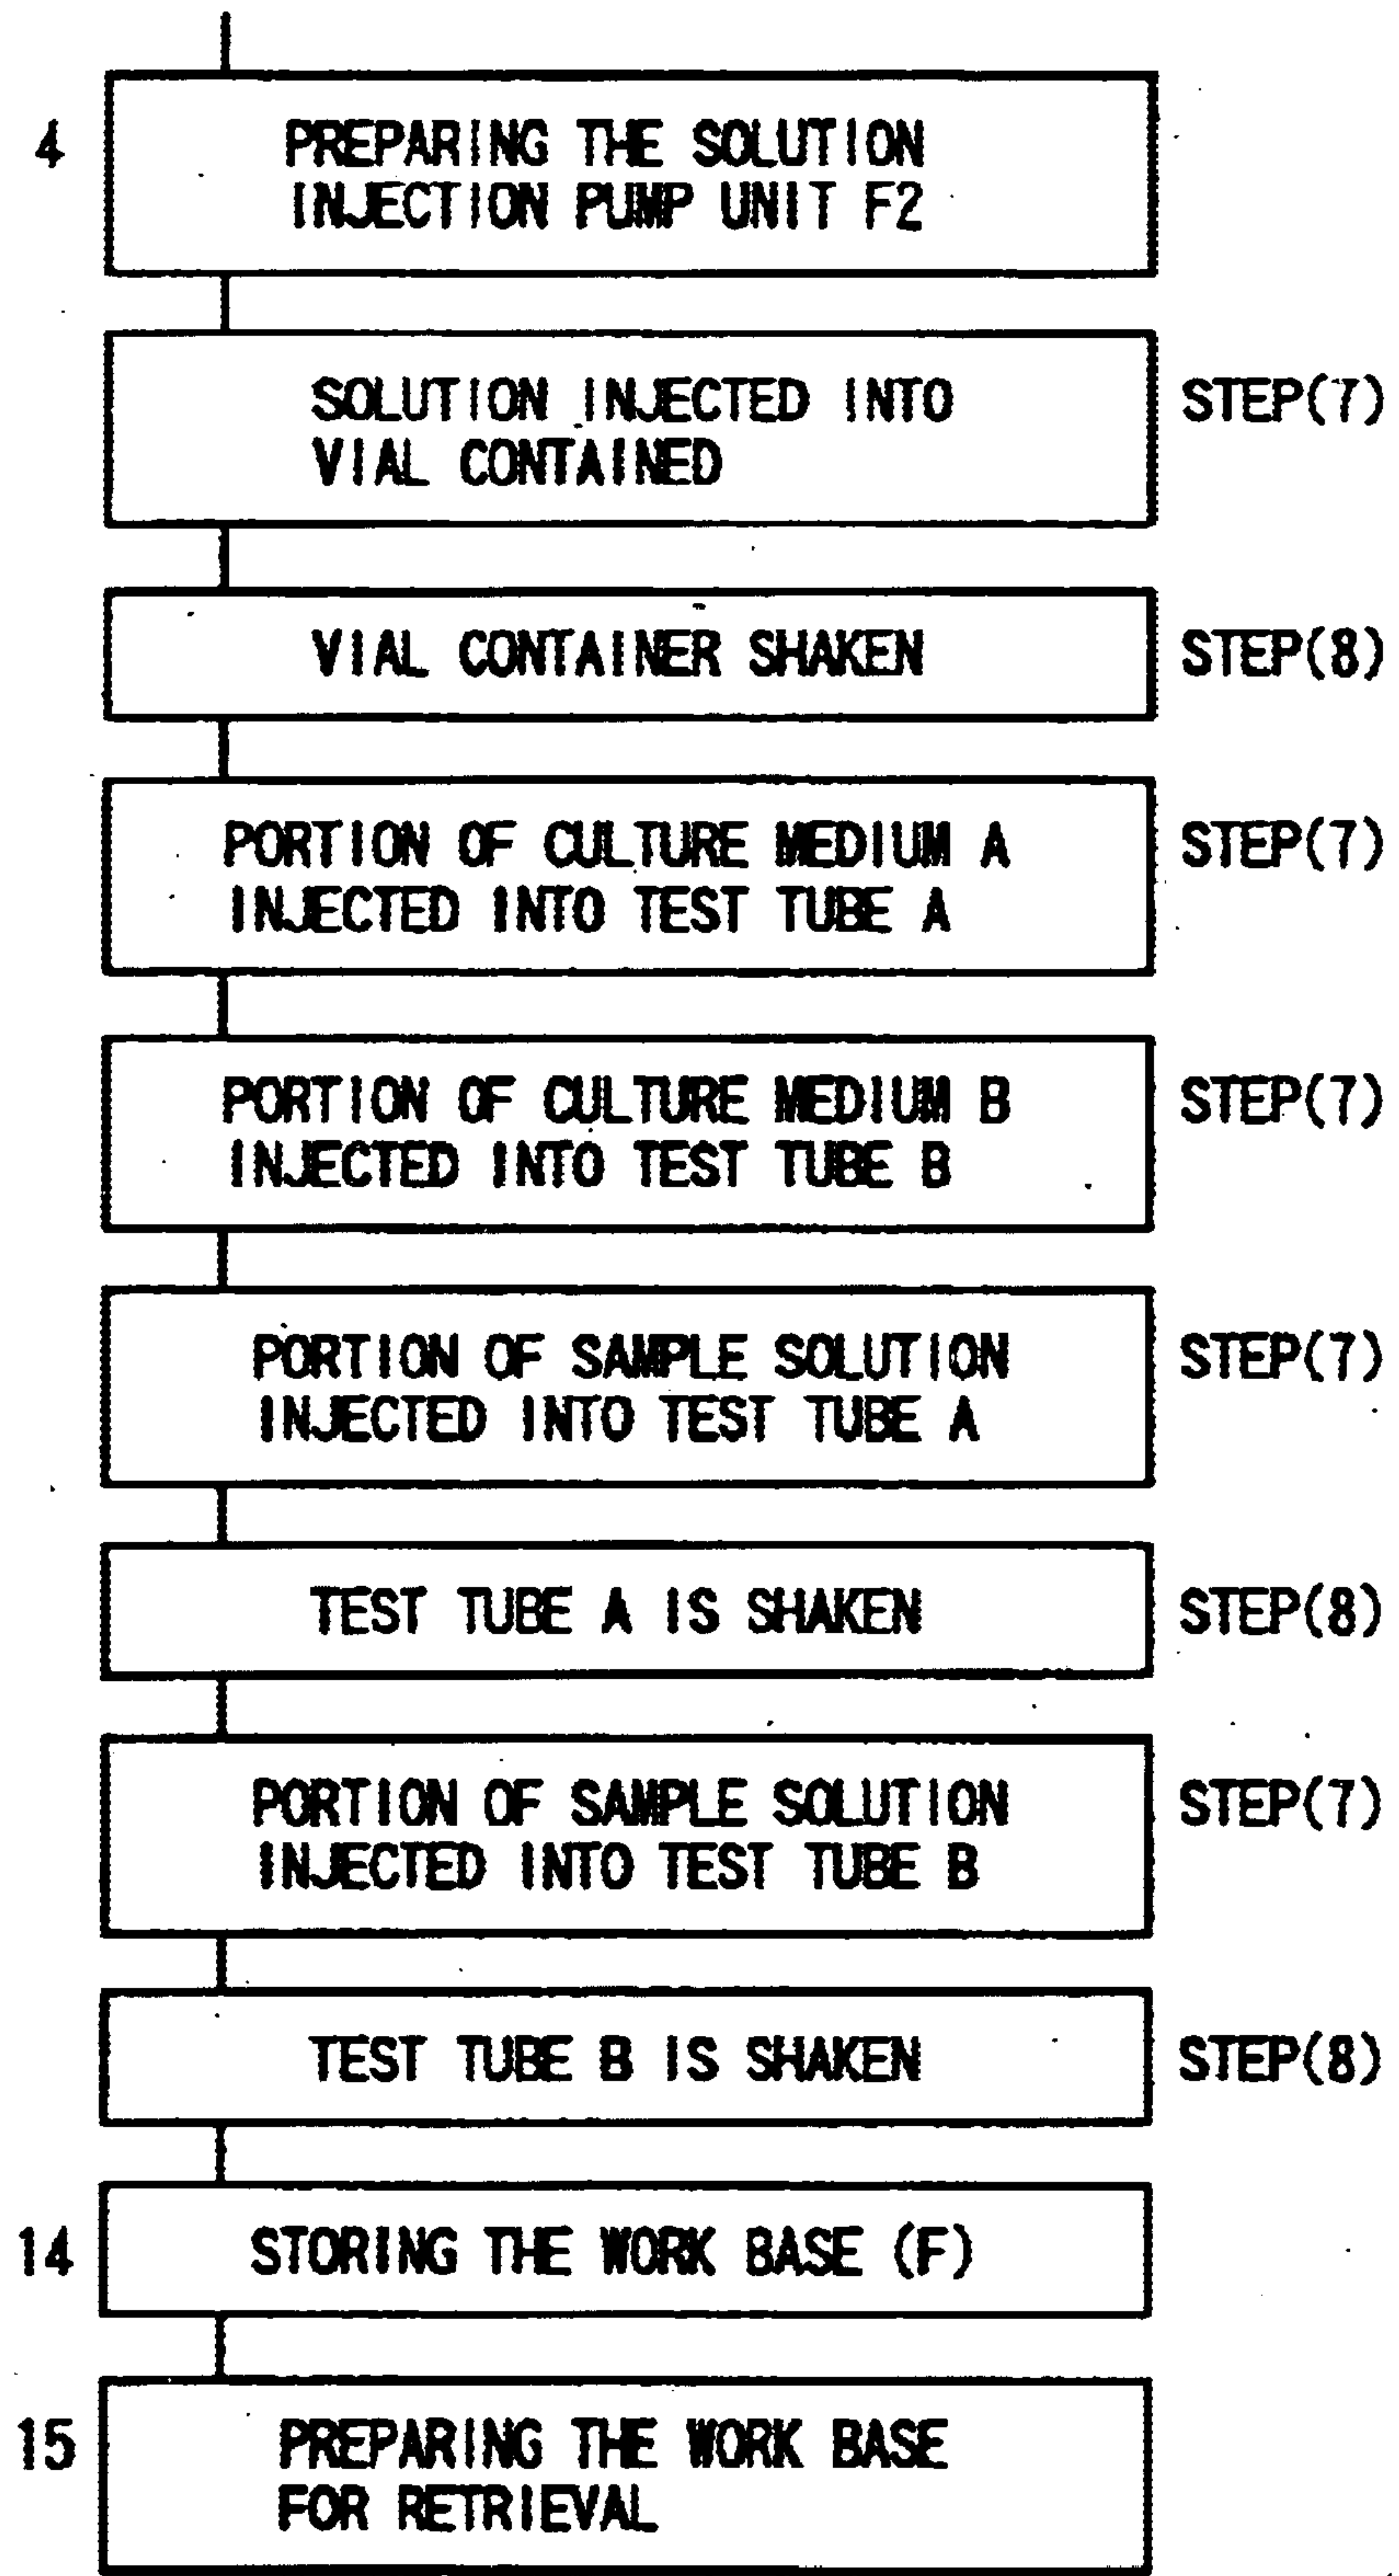 4
PREPARING THE SOLUTION
INJECTION PUMP UNIT F2
SOLUTION INJECTED INTO
VIAL CONTAINED
STEP(7)
VIAL CONTAINER SHAKEN
STEP(8)
PORTION OF CULTURE MEDIUM A
INJECTED INTO TEST TUBE A
STEP(7)
PORTION OF CULTURE MEDIUM B
INJECTED INTO TEST TUBE B
STEP(7)
PORTION OF SAMPLE SOLUTION
INJECTED INTO TEST TUBE A
STEP(7)
TEST TUBE A IS SHAKEN
STEP(8)
PORTION OF SAMPLE SOLUTION
INJECTED INTO TEST TUBE B
STEP(7)
TEST TUBE B IS SHAKEN
STEP(8)
14
STORING THE WORK BASE (F)
15
PREPARING THE WORK BASE
FOR RETRIEVAL